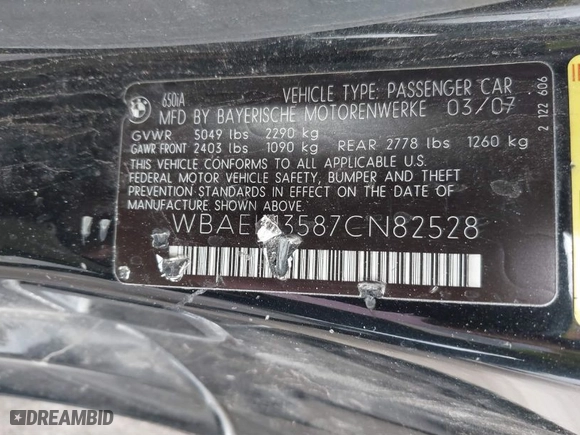 650iA
VEHICLE TYPE: PASSENGER CAR
MFD BY BAYERISCHE MOTORENWERKE 03/07
GVWR 5049 lbs 2290 kg
GAWR FRONT 2403 lbs 1090 kg REAR 2778 lbs 1260 kg
THIS VEHICLE CONFORMS TO ALL APPLICABLE U.S.
FEDERAL MOTOR VEHICLE SAFETY, BUMPER AND THEFT
PREVENTION STANDARDS IN EFFECT ON THE DATE OF
MANUFACTURE SHOWN ABOVE.
2 122 606
DREAMBID